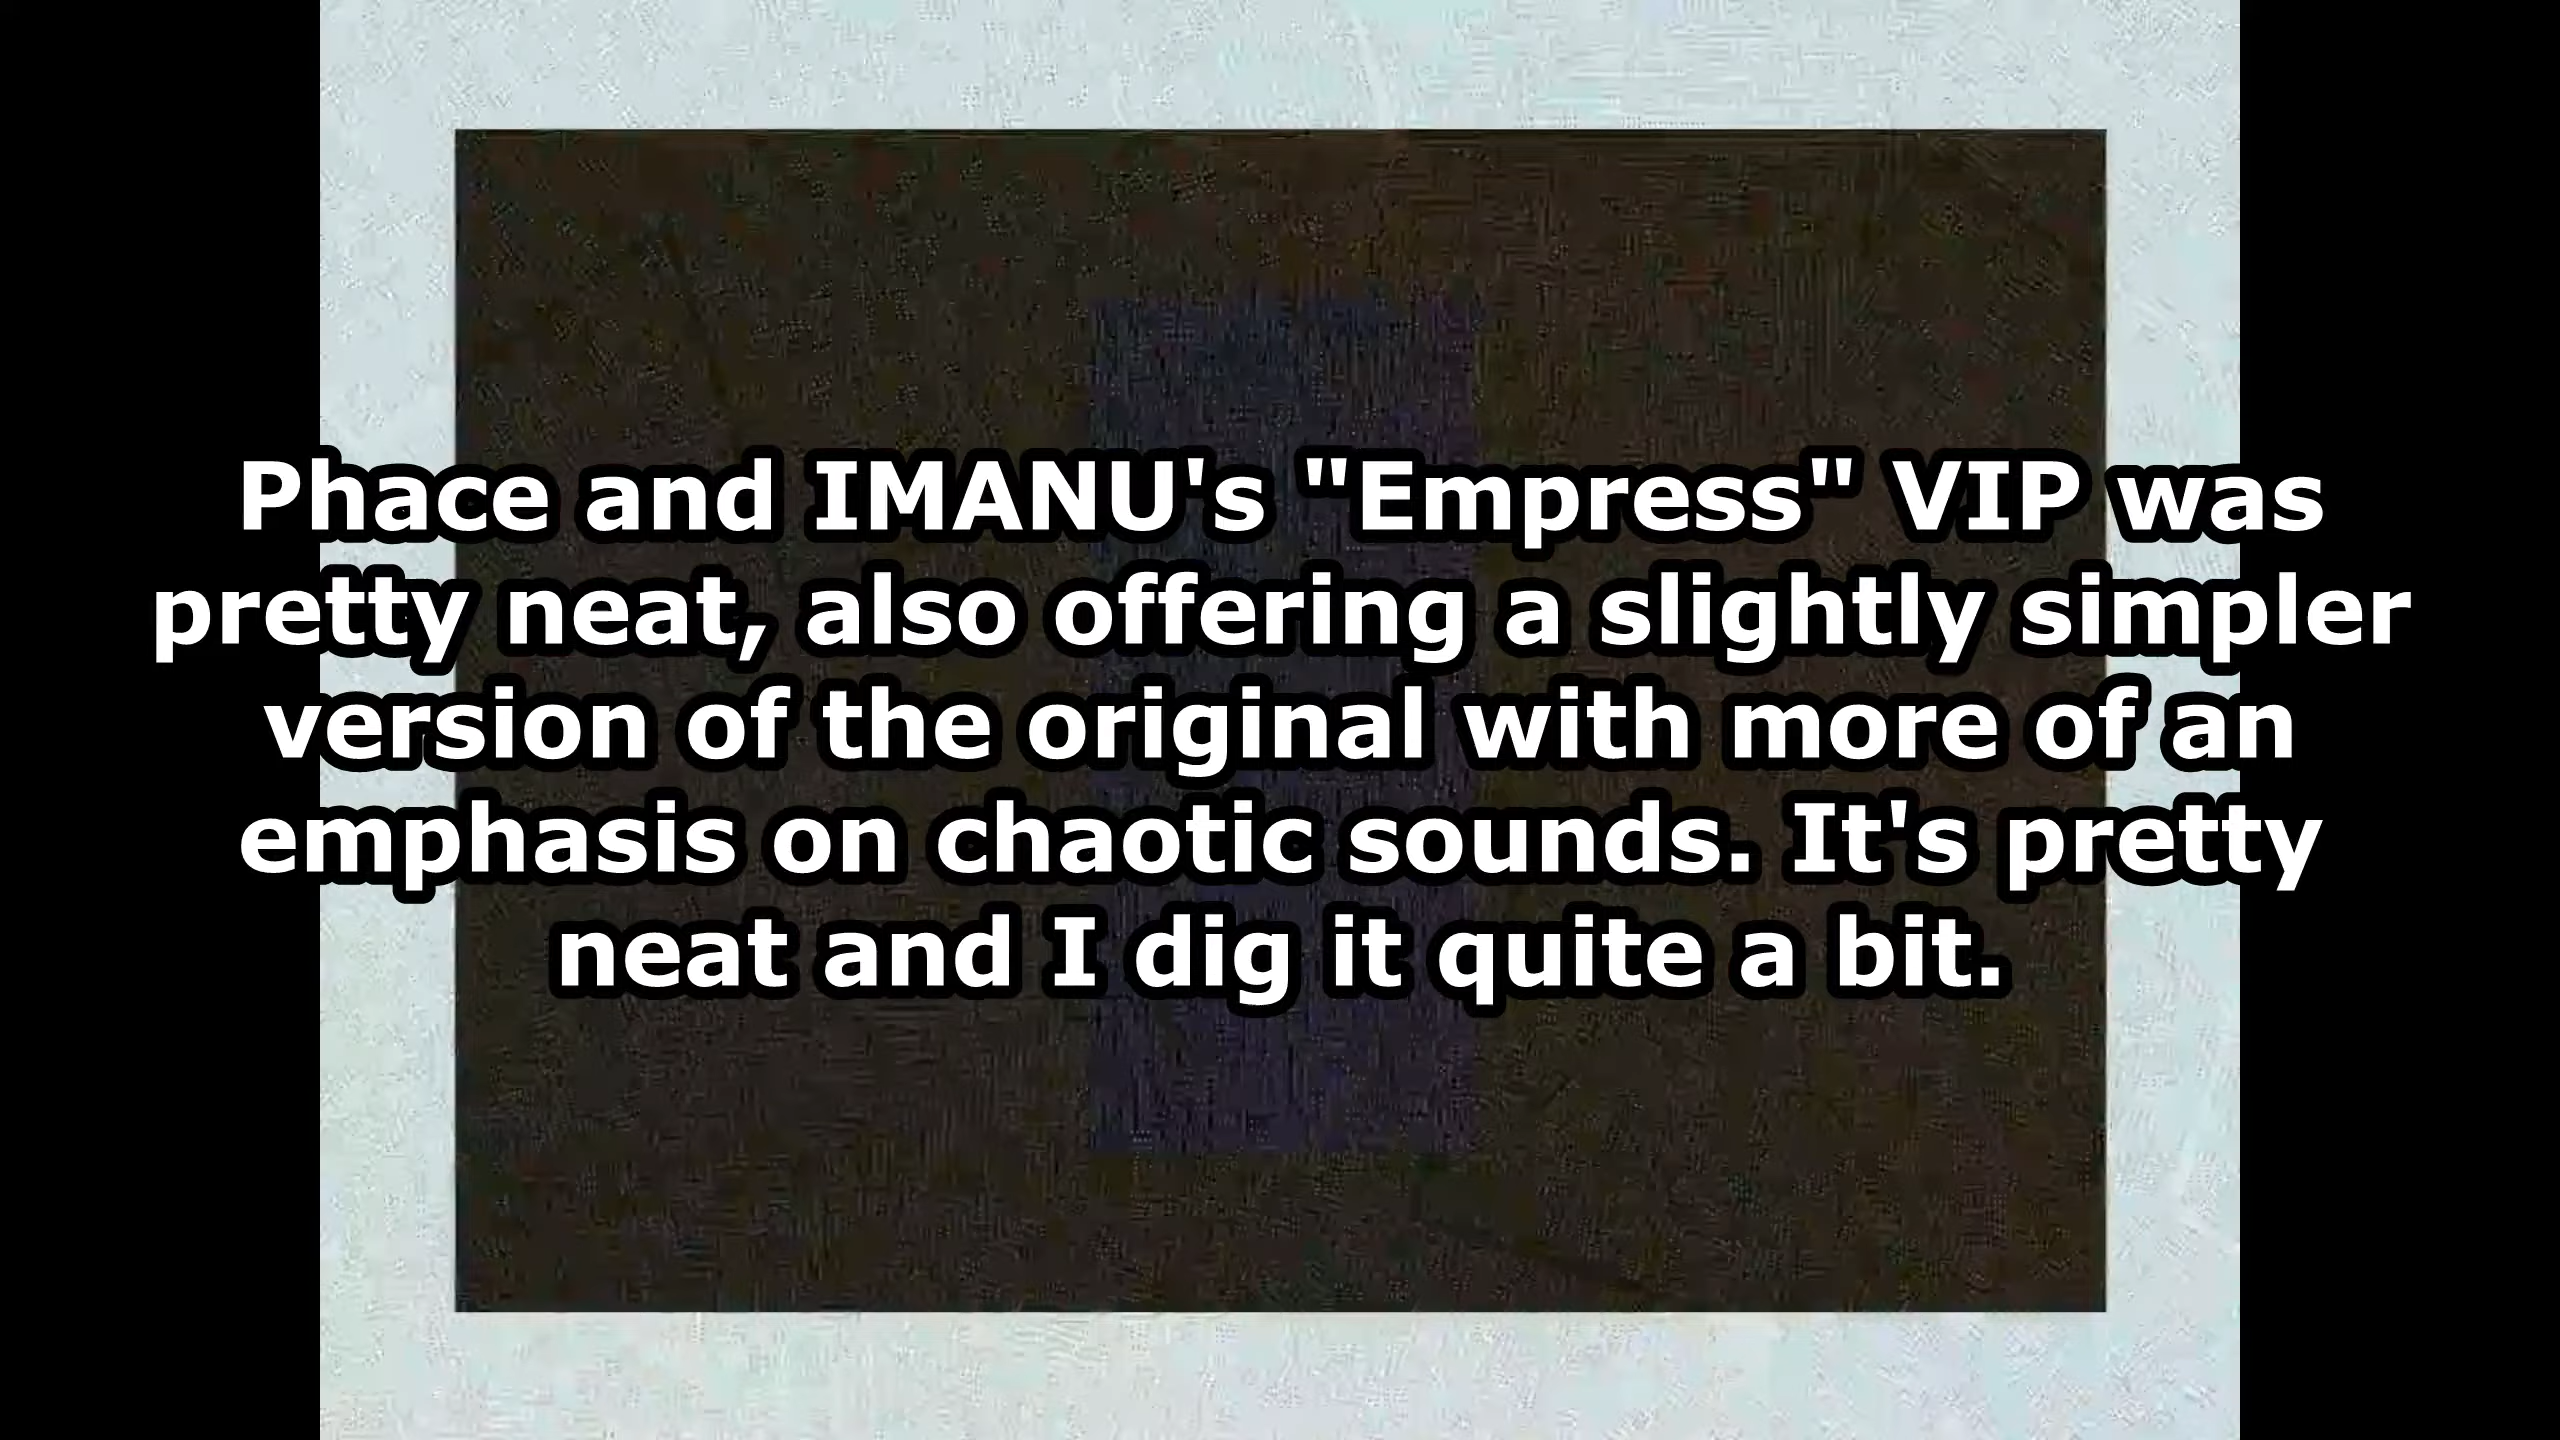 Phace and IMANU's "Empress" VIP was
pretty neat, also offering a slightly simpler
version of the original with more of an
emphasis on chaotic sounds. It's pretty
neat and I dig it quite a bit.